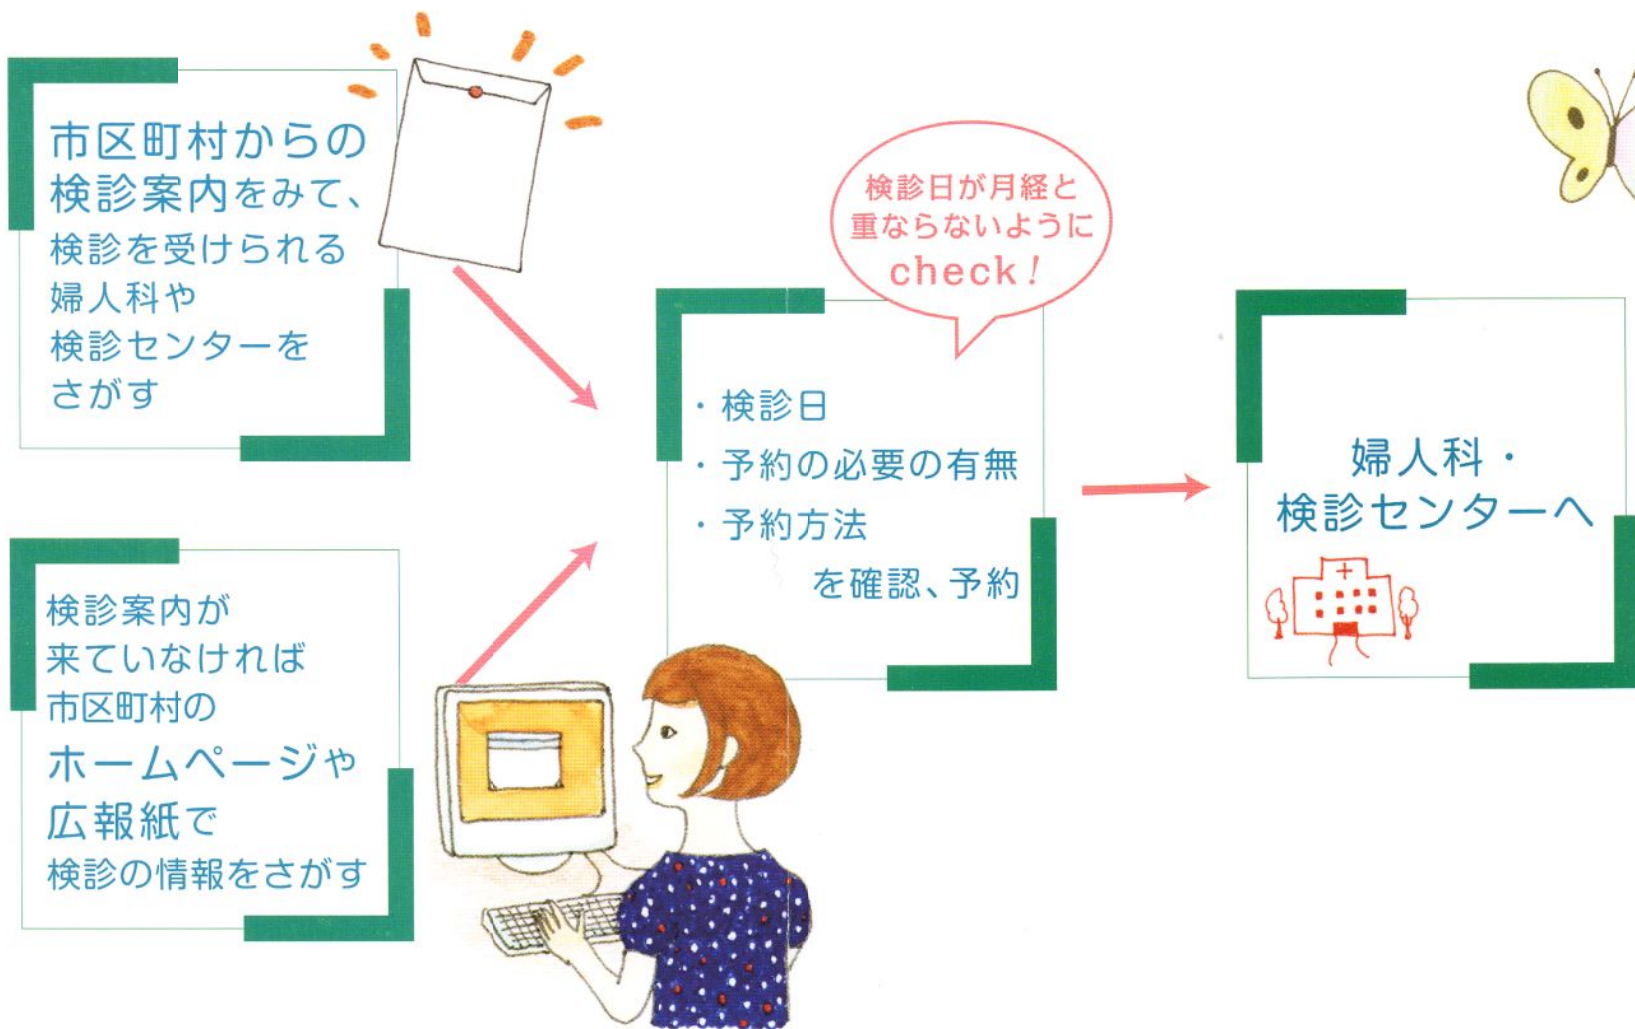 市区町村からの
検診案内をみて、
検診を受けられる
婦人科や
検診センターを
さがす
検診案内が
来ていなければ
市区町村の
ホームページや
広報紙で
検診の情報をさがす
検診日が月経と
重ならないように
check!
・検診日
・予約の必要の有無
・予約方法
を確認、予約
婦人科・
検診センターへ